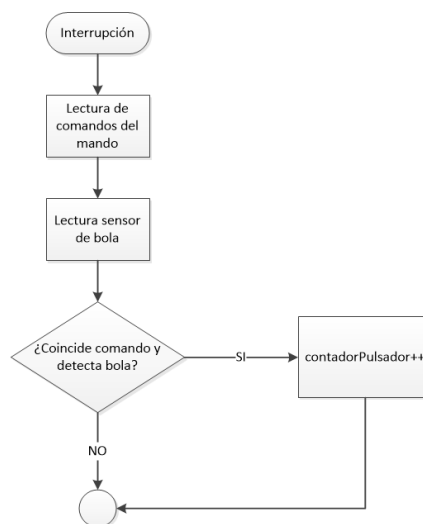 Interrupción
Lectura de
comandos del
mando
Lectura sensor
de bola
¿Coincide comando y
detecta bola?
SI
contadorPulsador++
NO